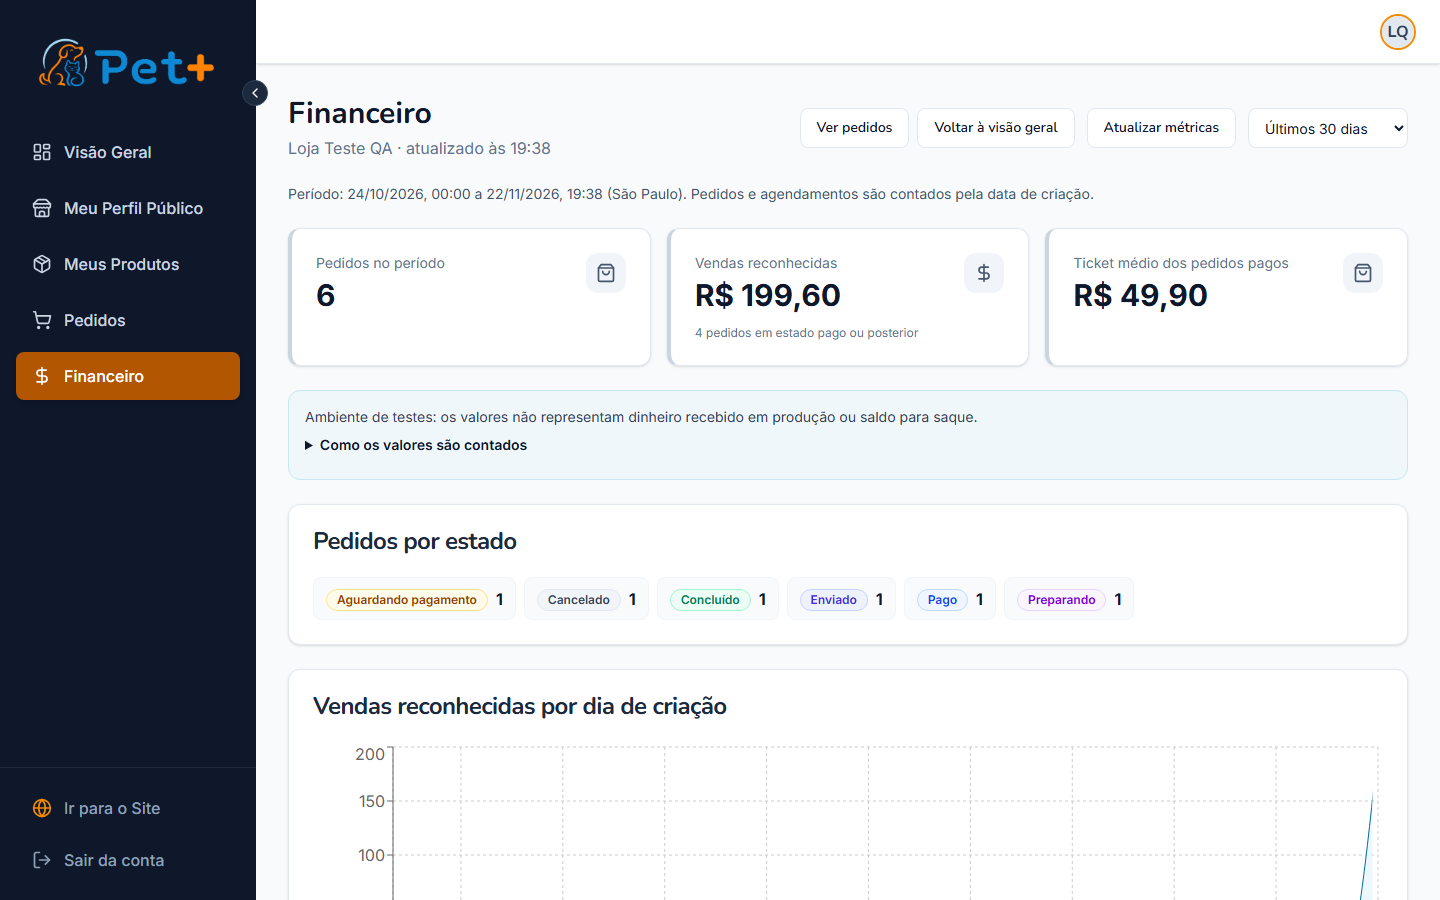 Pet+
Visão Geral
Meu Perfil Público
Meus Produtos
Pedidos
Financeiro
Ir para o Site
Sair da conta
LQ
Financeiro
Loja Teste QA · atualizado às 19:38
Ver pedidos
Voltar à visão geral
Atualizar métricas
Últimos 30 dias
Período: 24/10/2026, 00:00 a 22/11/2026, 19:38 (São Paulo). Pedidos e agendamentos são contados pela data de criação.
Pedidos no período
6
Vendas reconhecidas
R$ 199,60
4 pedidos em estado pago ou posterior
Ticket médio dos pedidos pagos
R$ 49,90
Ambiente de testes: os valores não representam dinheiro recebido em produção ou saldo para saque.
Como os valores são contados
Pedidos por estado
Aguardando pagamento 1
Cancelado 1
Concluído 1
Enviado 1
Pago 1
Preparando 1
Vendas reconhecidas por dia de criação
200
150
100